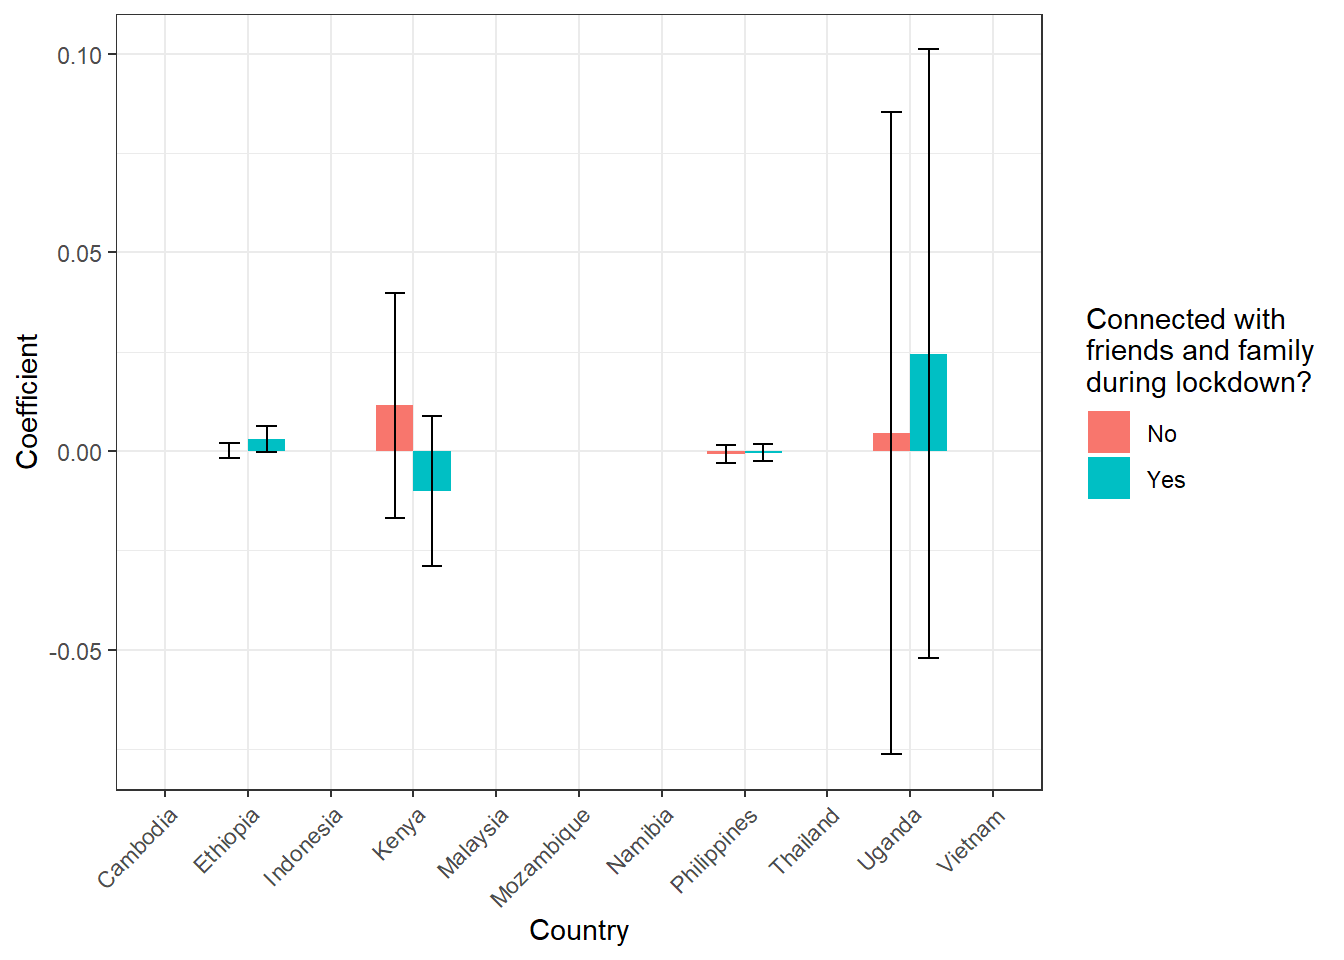 0.10
0.05
0.00
-0.05
Coefficient
Cambodia
Ethiopia
Indonesia
Kenya
Malaysia
Mozambique
Namibia
Philippines
Thailand
Uganda
Vietnam
Country
Connected with
friends and family
during lockdown?
No
Yes